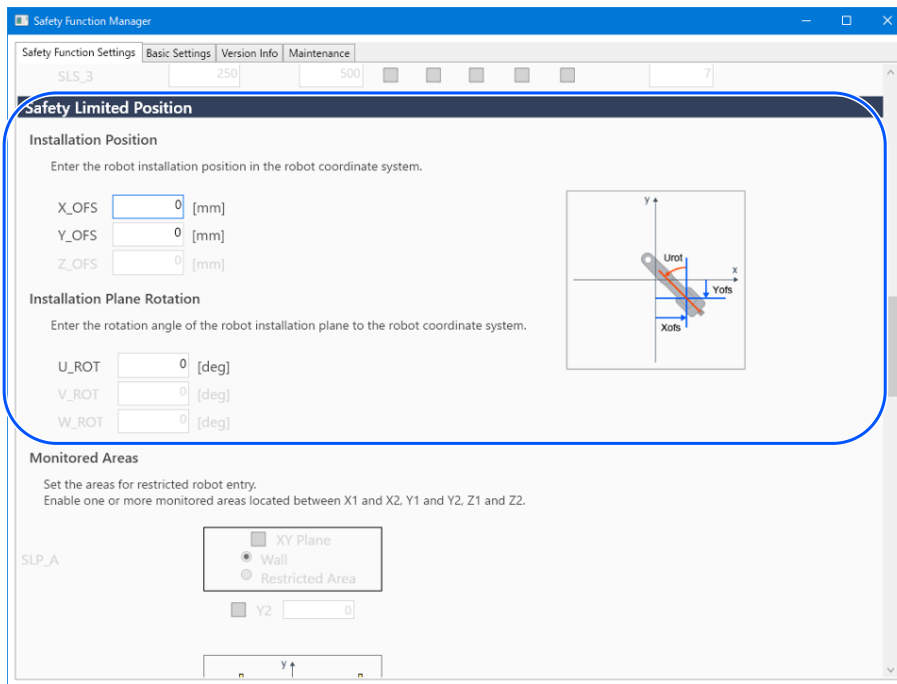 Safety Function Manager
Safety Function Settings Basic Settings Version Info Maintenance
SLS_3 250 500 7
Safety Limited Position
Installation Position
Enter the robot installation position in the robot coordinate system.
X_OFS 0 [mm]
Y_OFS 0 [mm]
Z_OFS 0 [mm]
y
Urot
x
Yofs
Xofs
Installation Plane Rotation
Enter the rotation angle of the robot installation plane to the robot coordinate system.
U_ROT 0 [deg]
V_ROT 0 [deg]
W_ROT 0 [deg]
Monitored Areas
Set the areas for restricted robot entry.
Enable one or more monitored areas located between X1 and X2, Y1 and Y2, Z1 and Z2.
SLP_A
XY Plane
Wall
Restricted Area
Y2 0
y